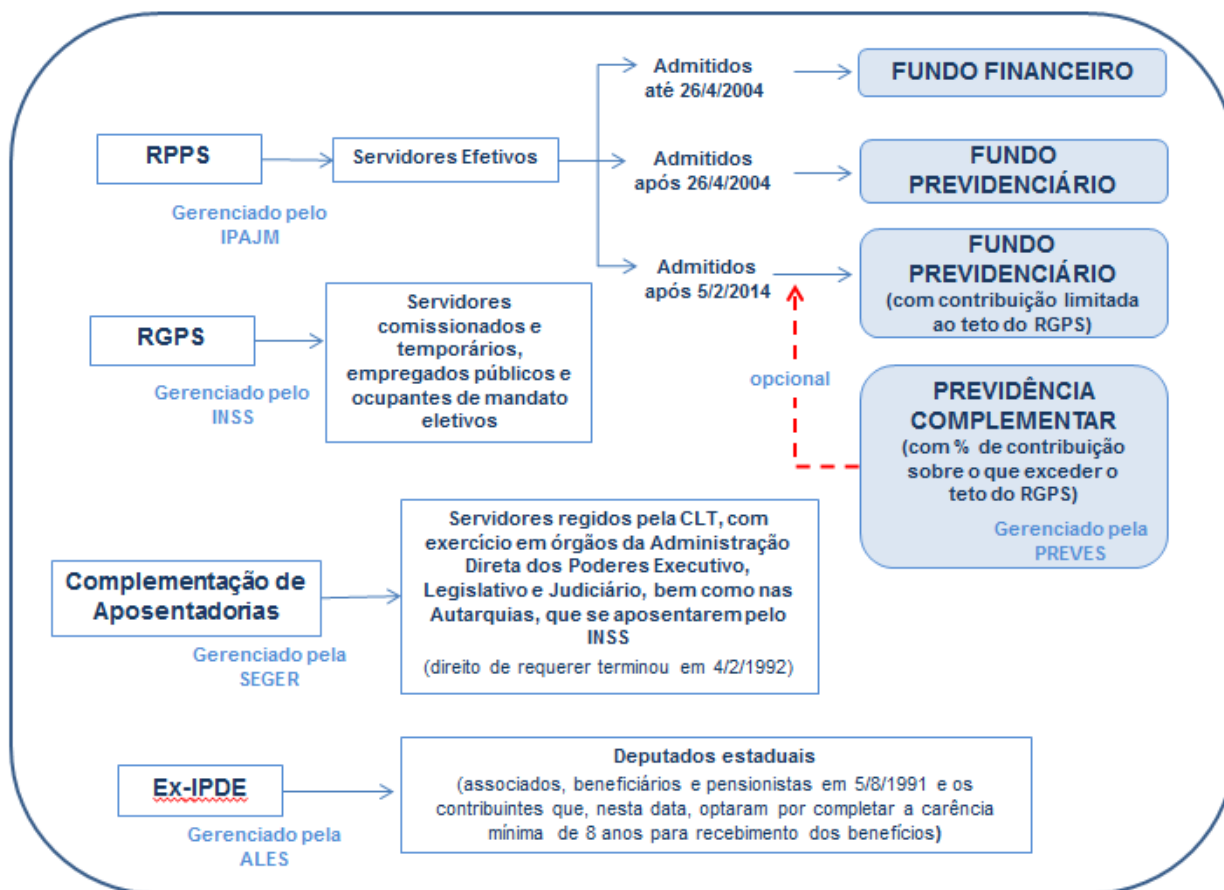 RPPS
Gerenciado pelo
IPAJM
Servidores Efetivos
Admitidos
até 26/4/2004
FUNDO FINANCEIRO
Admitidos
após 26/4/2004
FUNDO
PREVIDENCIÁRIO
Admitidos
após 5/2/2014
FUNDO
PREVIDENCIÁRIO
(com contribuição limitada
ao teto do RGPS)
opcional
PREVIDÊNCIA
COMPLEMENTAR
(com % de contribuição
sobre o que exceder o
teto do RGPS)
Gerenciado pela
PREVES
RGPS
Gerenciado pelo
INSS
Servidores
comissionados e
temporários,
empregados públicos e
ocupantes de mandato
eletivos
Complementação de
Aposentadorias
Gerenciado pela
SEGER
Servidores regidos pela CLT, com
exercício em órgãos da Administração
Direta dos Poderes Executivo,
Legislativo e Judiciário, bem como nas
Autarquias, que se aposentarem pelo
INSS
(direito de requerer terminou em 4/2/1992)
Ex-IPDE
Gerenciado pela
ALES
Deputados estaduais
(associados, beneficiários e pensionistas em 5/8/1991 e os
contribuintes que, nesta data, optaram por completar a carência
mínima de 8 anos para recebimento dos benefícios)